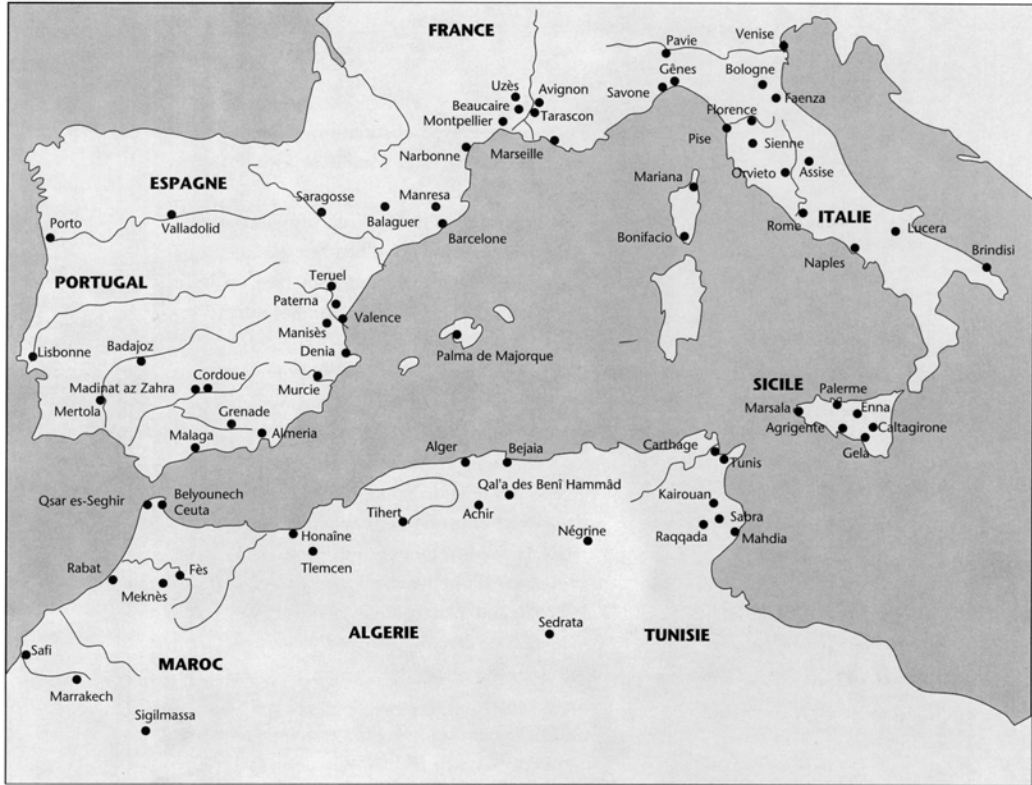 FRANCE
Venise
Pavie
Gênes
Bologne
Uzès
Avignon
Savone
Faenza
Beaucaire
Florence
Montpellier
Tarascon
Pise
Sienne
Narbonne
Marseille
Orvieto
Assise
ESPAGNE
Mariana
Saragosse
Manresa
Porto
Valladolid
Balaguer
Barcelone
Rome
ITALIE
Lucera
Bonifacio
Naples
Brindisi
PORTUGAL
Teruel
Paterna
Valence
Manisès
Lisbonne
Badajoz
Denia
Palma de Majorque
Cordoue
Madinat az Zahra
Murcie
SICILE
Palerme
Mertola
Marsala
Enna
Grenade
Agrigente
Caltagirone
Malaga
Almeria
Alger
Bejaia
Carthage
Gela
Tunis
Qal'a des Benî Hammâd
Qsar es-Seghir
Belyounech
Ceuta
Kairouan
Tihert
Achir
Sabra
Négrine
Raqqada
Mahdia
Honaïne
Tlemcen
Rabat
Fès
Meknès
ALGERIE
Sedrata
TUNISIE
Safi
MAROC
Marrakech
Sigilmassa